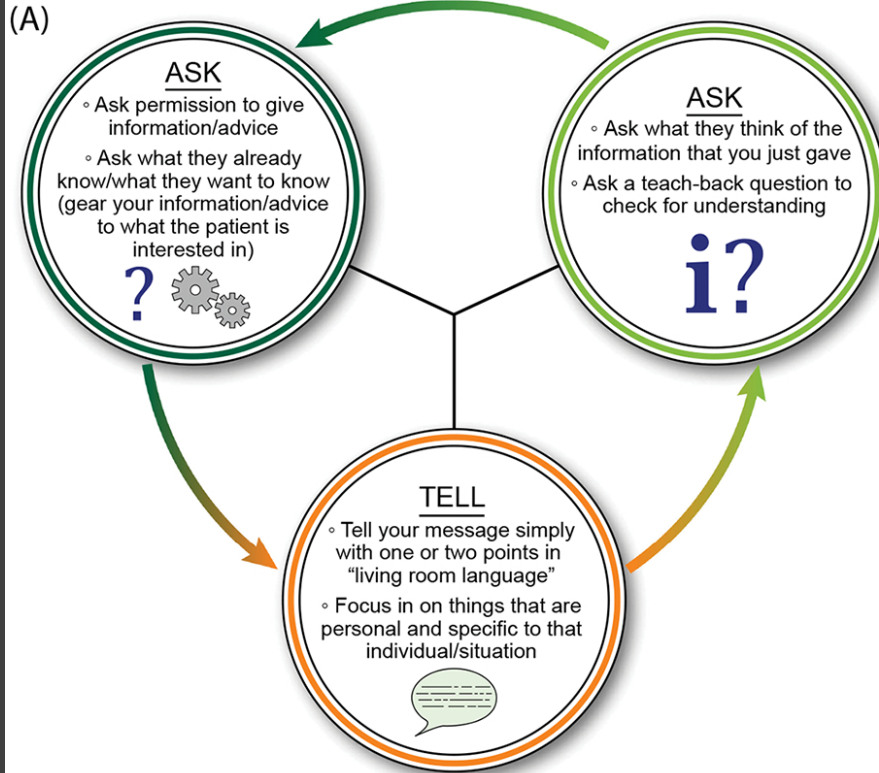 (A)
ASK
◦ Ask permission to give
information/advice
◦ Ask what they already
know/what they want to know
(gear your information/advice
to what the patient is
interested in)
?
ASK
◦ Ask what they think of the
information that you just gave
◦ Ask a teach-back question to
check for understanding
i?
TELL
◦ Tell your message simply
with one or two points in
“living room language”
◦ Focus in on things that are
personal and specific to that
individual/situation